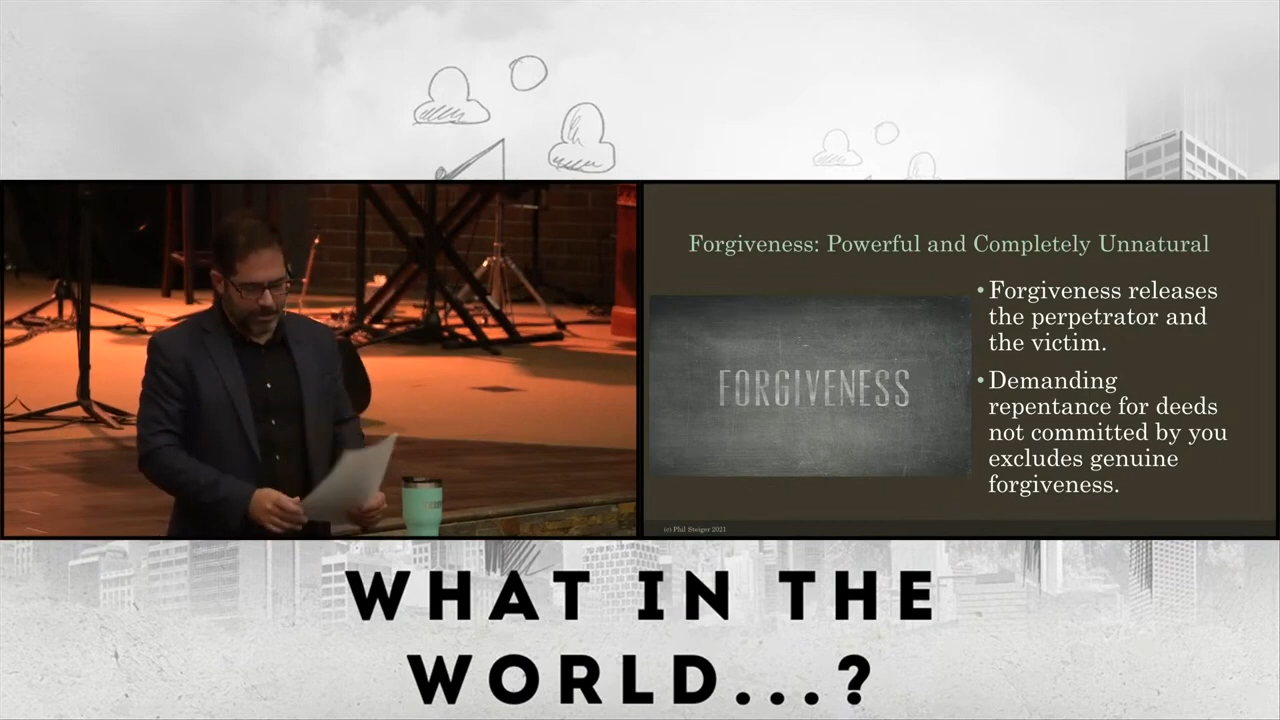 Forgiveness: Powerful and Completely Unnatural
FORGIVENESS
•Forgiveness releases
the perpetrator and
the victim.
•Demanding
repentance for deeds
not committed by you
excludes genuine
forgiveness.
(c) Phil Steiger 2021
WHAT IN THE
WORLD...?